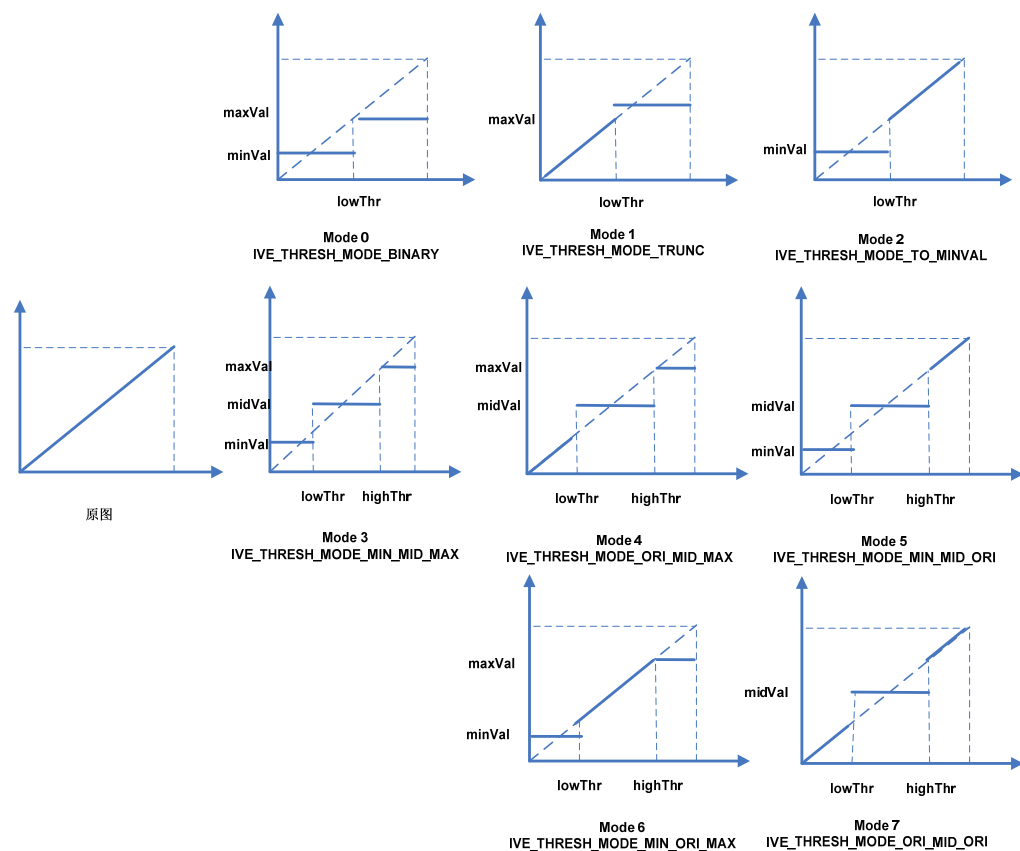 maxVal
minVal
lowThr
Mode 0
IVE_THRESH_MODE_BINARY
maxVal
lowThr
Mode 1
IVE_THRESH_MODE_TRUNC
minVal
lowThr
Mode 2
IVE_THRESH_MODE_TO_MINVAL
原图
maxVal
midVal
minVal
lowThr highThr
Mode 3
IVE_THRESH_MODE_MIN_MID_MAX
maxVal
midVal
lowThr highThr
Mode 4
IVE_THRESH_MODE_ORI_MID_MAX
midVal
minVal
lowThr highThr
Mode 5
IVE_THRESH_MODE_MIN_MID_ORI
maxVal
minVal
lowThr highThr
Mode 6
IVE_THRESH_MODE_MIN_ORI_MAX
midVal
lowThr highThr
Mode 7
IVE_THRESH_MODE_ORI_MID_ORI